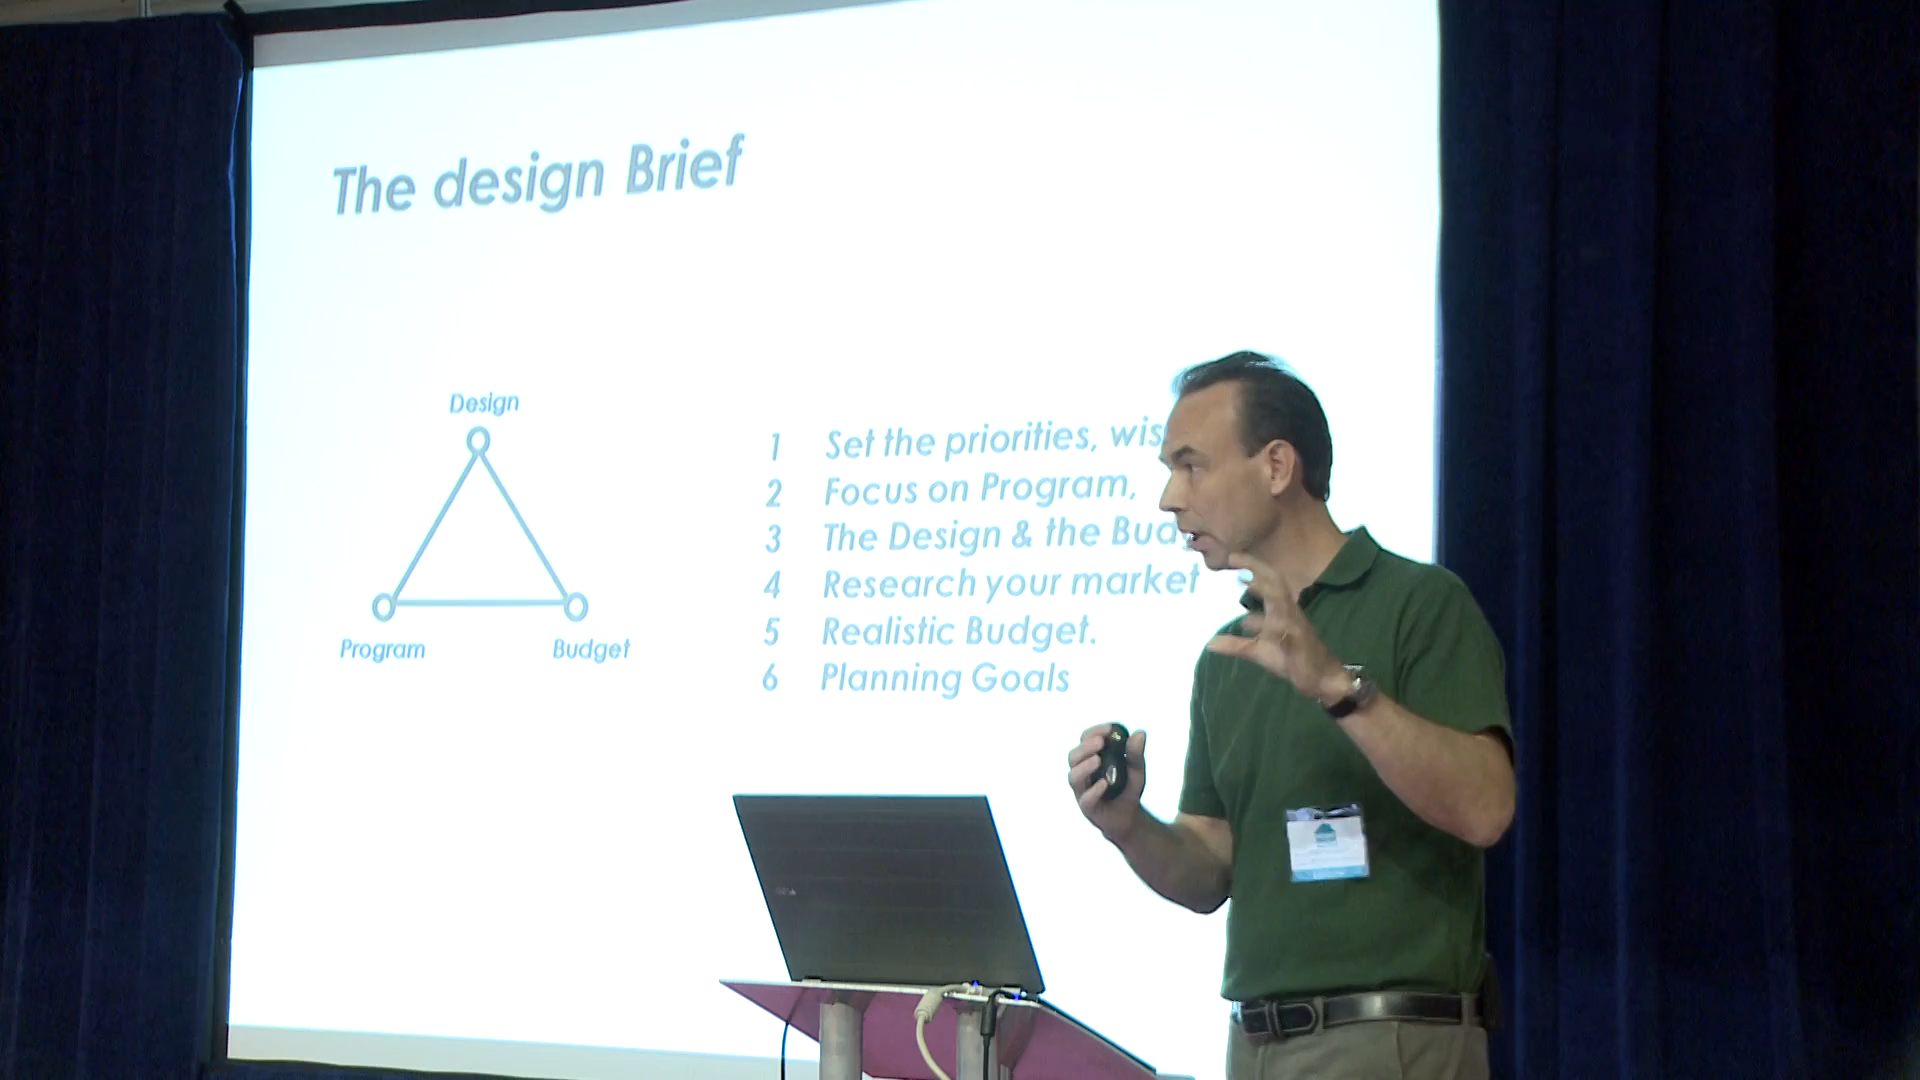 The design Brief
Design
Program
Budget
1 Set the priorities,
2 Focus on Program,
3 The Design & the
4 Research your market
5 Realistic Budget.
6 Planning Goals